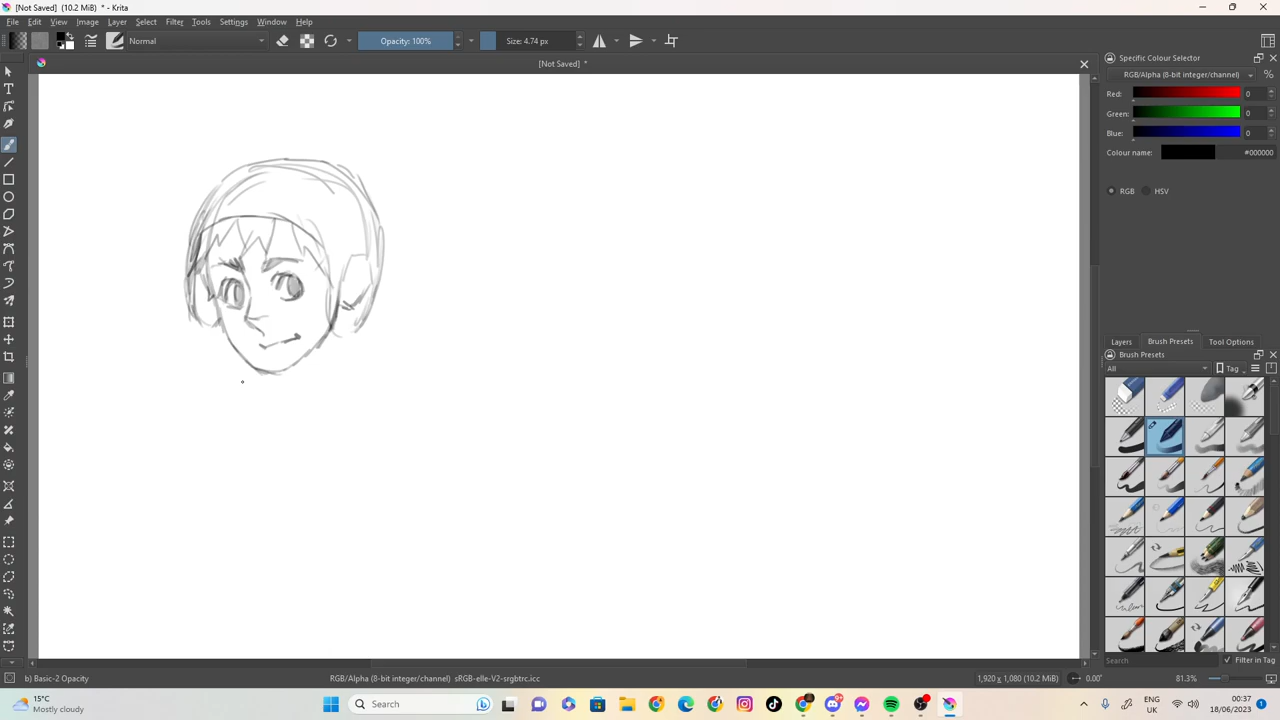 [Not Saved] (10.2 MiB) * - Krita
File Edit View Image Layer Select Filter Tools Settings Window Help
Normal Opacity: 100% Size: 4.74 px
[Not Saved] *
Specific Colour Selector
RGB/Alpha (8-bit integer/channel) %
Red: 0
Green: 0
Blue: 0
Colour name: #000000
RGB HSV
Layers Brush Presets Tool Options
Brush Presets
All Tag
Search Filter in Tag
b) Basic-2 Opacity RGB/Alpha (8-bit integer/channel) sRGB-elle-V2-srgbtrc.icc 1,920 x 1,080 (10.2 MiB) 0.00° 81.3%
15°C
Mostly cloudy
Search
ENG
UK
00:37
18/06/2023